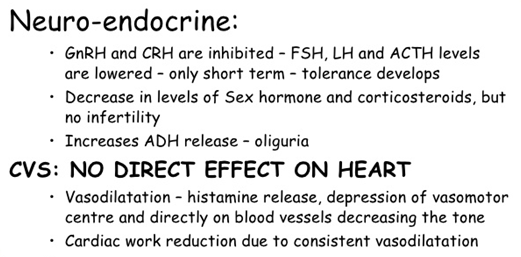 Neuro-endocrine:
• GnRH and CRH are inhibited – FSH, LH and ACTH levels
are lowered – only short term – tolerance develops
• Decrease in levels of Sex hormone and corticosteroids, but
no infertility
• Increases ADH release – oliguria
CVS: NO DIRECT EFFECT ON HEART
• Vasodilatation – histamine release, depression of vasomotor
centre and directly on blood vessels decreasing the tone
• Cardiac work reduction due to consistent vasodilatation